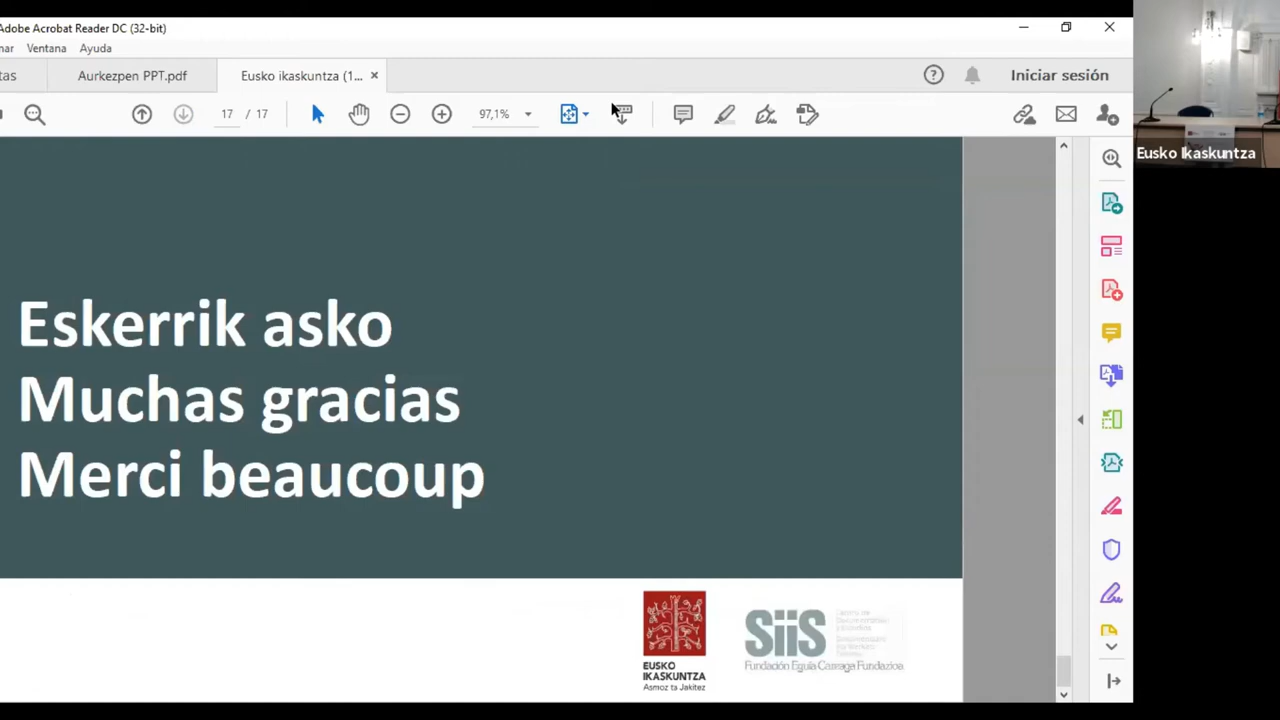 Adobe Acrobat Reader DC (32-bit)
mar Ventana Ayuda
tas Aurkezpen PPT.pdf Eusko ikaskuntza (1... Iniciar sesión
17 / 17 97,1%
Eusko Ikaskuntza
Eskerrik asko
Muchas gracias
Merci beaucoup
EUSKO
IKASKUNTZA
Asmoz ta Jakitez
SiiS
Fundación Eguía Careaga Fundazioa